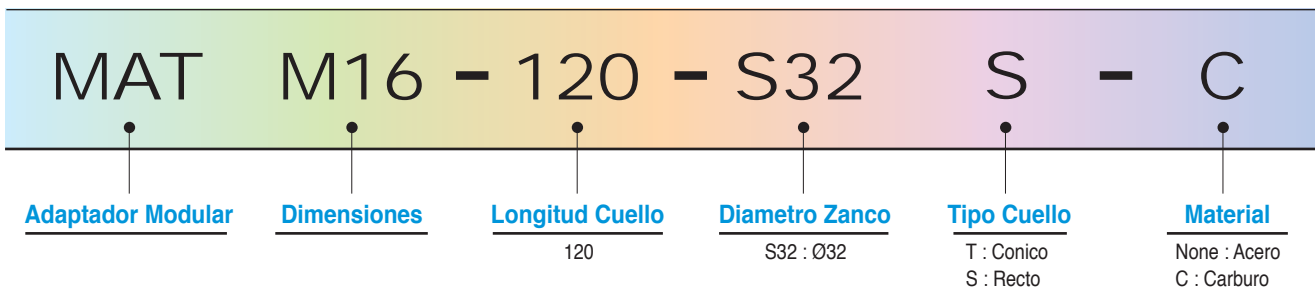 MAT M16 - 120 - S32 S - C
Adaptador Modular Dimensiones Longitud Cuello Diametro Zanco Tipo Cuello Material
120 S32 : Ø32 T : Conico None : Acero
S : Recto C : Carburo